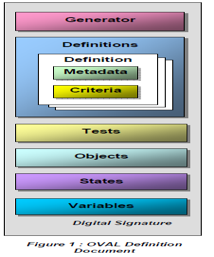 Generator
Definitions
Definition
Metadata
Criteria
Tests
Objects
States
Variables
Digital Signature
Figure 1 : OVAL Definition
Document